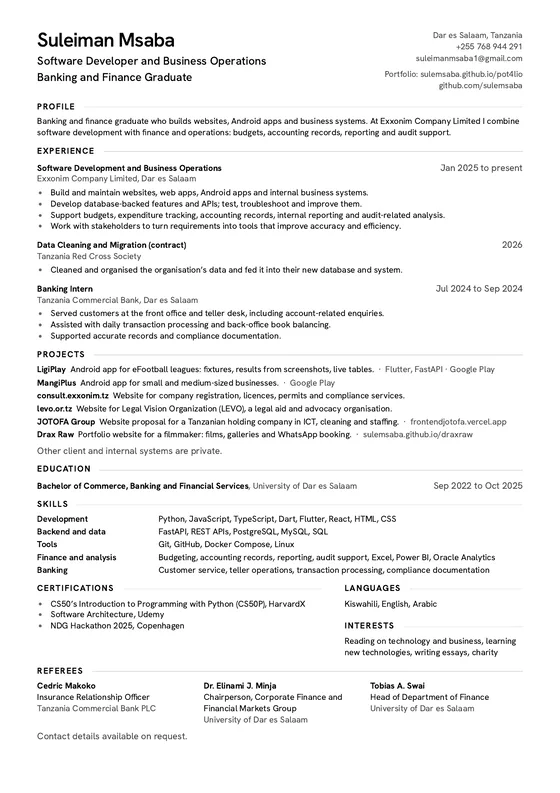 Suleiman Msaba
Software Developer and Business Operations
Banking and Finance Graduate
Dar es Salaam, Tanzania
+255 768 944 291
suleimanmsaba1@gmail.com
Portfolio: sulemsaba.github.io/pot4lio
github.com/sulemsaba
PROFILE
Banking and finance graduate who builds websites, Android apps and business systems. At Exxonim Company Limited I combine
software development with finance and operations: budgets, accounting records, reporting and audit support.
EXPERIENCE
Software Development and Business Operations Jan 2025 to present
Exxonim Company Limited, Dar es Salaam
• Build and maintain websites, web apps, Android apps and internal business systems.
• Develop database-backed features and APIs; test, troubleshoot and improve them.
• Support budgets, expenditure tracking, accounting records, internal reporting and audit-related analysis.
• Work with stakeholders to turn requirements into tools that improve accuracy and efficiency.
Data Cleaning and Migration (contract) 2026
Tanzania Red Cross Society
• Cleaned and organised the organisation's data and fed it into their new database and system.
Banking Intern Jul 2024 to Sep 2024
Tanzania Commercial Bank, Dar es Salaam
• Served customers at the front office and teller desk, including account-related enquiries.
• Assisted with daily transaction processing and back-office book balancing.
• Supported accurate records and compliance documentation.
PROJECTS
LigiPlay Android app for eFootball leagues: fixtures, results from screenshots, live tables. · Flutter, FastAPI · Google Play
MangiPlus Android app for small and medium-sized businesses. · Google Play
consult.exxonim.tz Website for company registration, licences, permits and compliance services.
levo.or.tz Website for Legal Vision Organization (LEVO), a legal aid and advocacy organisation.
JOTOFA Group Website proposal for a Tanzanian holding company in ICT, cleaning and staffing. · frontendjotofa.vercel.app
Drax Raw Portfolio website for a filmmaker: films, galleries and WhatsApp booking. · sulemsaba.github.io/draxraw
Other client and internal systems are private.
EDUCATION
Bachelor of Commerce, Banking and Financial Services, University of Dar es Salaam Sep 2022 to Oct 2025
SKILLS
Development Python, JavaScript, TypeScript, Dart, Flutter, React, HTML, CSS
Backend and data FastAPI, REST APIs, PostgreSQL, MySQL, SQL
Tools Git, GitHub, Docker Compose, Linux
Finance and analysis Budgeting, accounting records, reporting, audit support, Excel, Power BI, Oracle Analytics
Banking Customer service, teller operations, transaction processing, compliance documentation
CERTIFICATIONS
• CS50's Introduction to Programming with Python (CS50P), HarvardX
• Software Architecture, Udemy
• NDG Hackathon 2025, Copenhagen
LANGUAGES
Kiswahili, English, Arabic
INTERESTS
Reading on technology and business, learning
new technologies, writing essays, charity
REFEREES
Cedric Makoko
Insurance Relationship Officer
Tanzania Commercial Bank PLC
Dr. Elinami J. Minja
Chairperson, Corporate Finance and
Financial Markets Group
University of Dar es Salaam
Tobias A. Swai
Head of Department of Finance
University of Dar es Salaam
Contact details available on request.